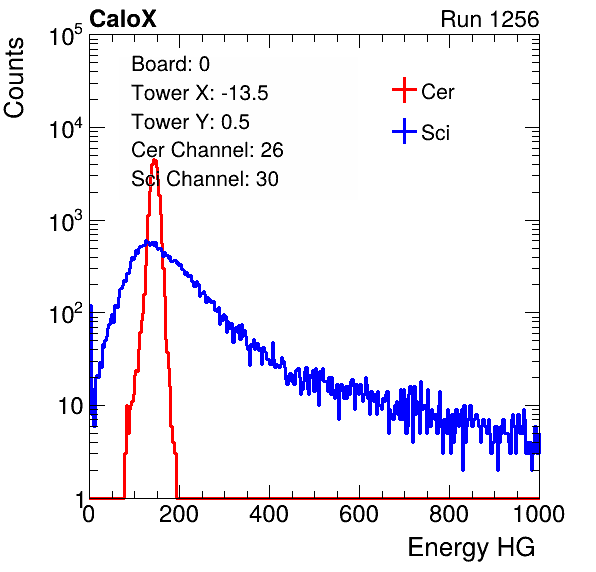 CaloX Run 1256
Counts
10^5
10^4
10^3
10^2
10
1
Board: 0
Tower X: -13.5
Tower Y: 0.5
Cer Channel: 26
Sci Channel: 30
Cer
Sci
0 200 400 600 800 1000
Energy HG